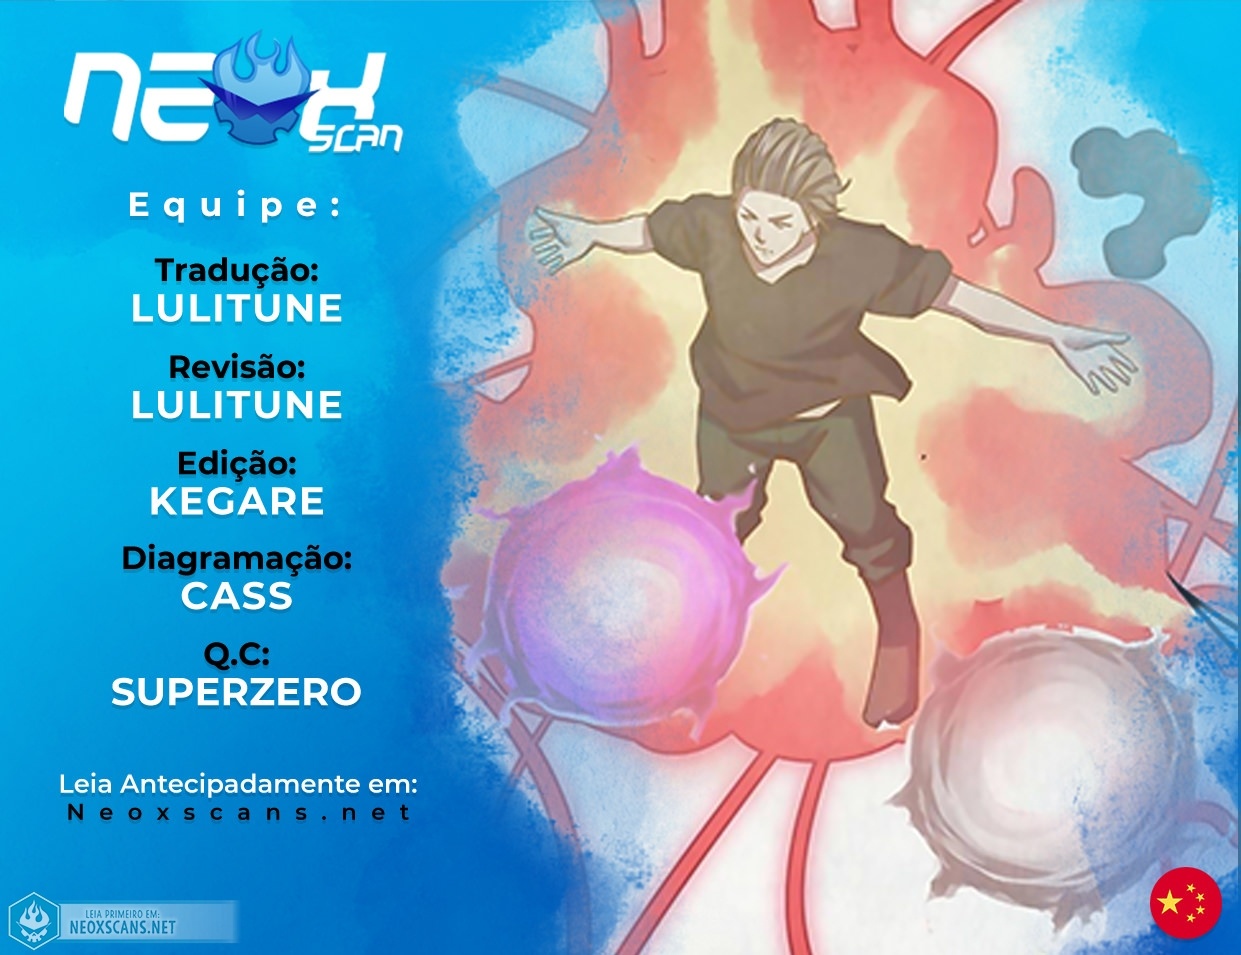 NEOX
SCAN
Equipe:
Tradução:
LULITUNE
Revisão:
LULITUNE
Edição:
KEGARE
Diagramação:
CASS
Q.C:
SUPERZERO
Leia Antecipadamente em:
Neoxscans.net
LEIA PRIMEIRO EM:
NEOXSCANS.NET